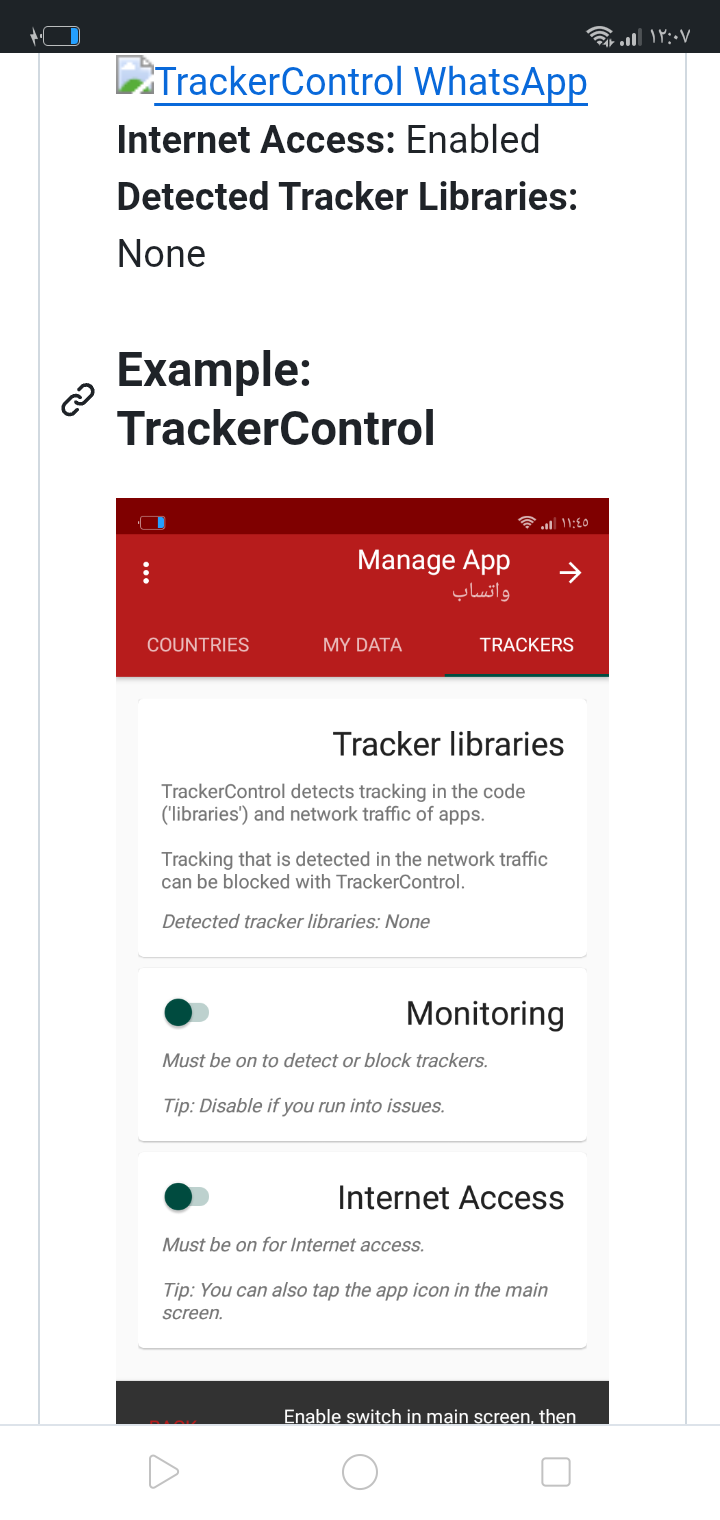 ١٢:٠٧
TrackerControl WhatsApp
Internet Access: Enabled
Detected Tracker Libraries:
None
Example:
TrackerControl
١١:٤٥
Manage App
واتساب
COUNTRIES MY DATA TRACKERS
Tracker libraries
TrackerControl detects tracking in the code
('libraries') and network traffic of apps.
Tracking that is detected in the network traffic
can be blocked with TrackerControl.
Detected tracker libraries: None
Monitoring
Must be on to detect or block trackers.
Tip: Disable if you run into issues.
Internet Access
Must be on for Internet access.
Tip: You can also tap the app icon in the main
screen.
Enable switch in main screen, then